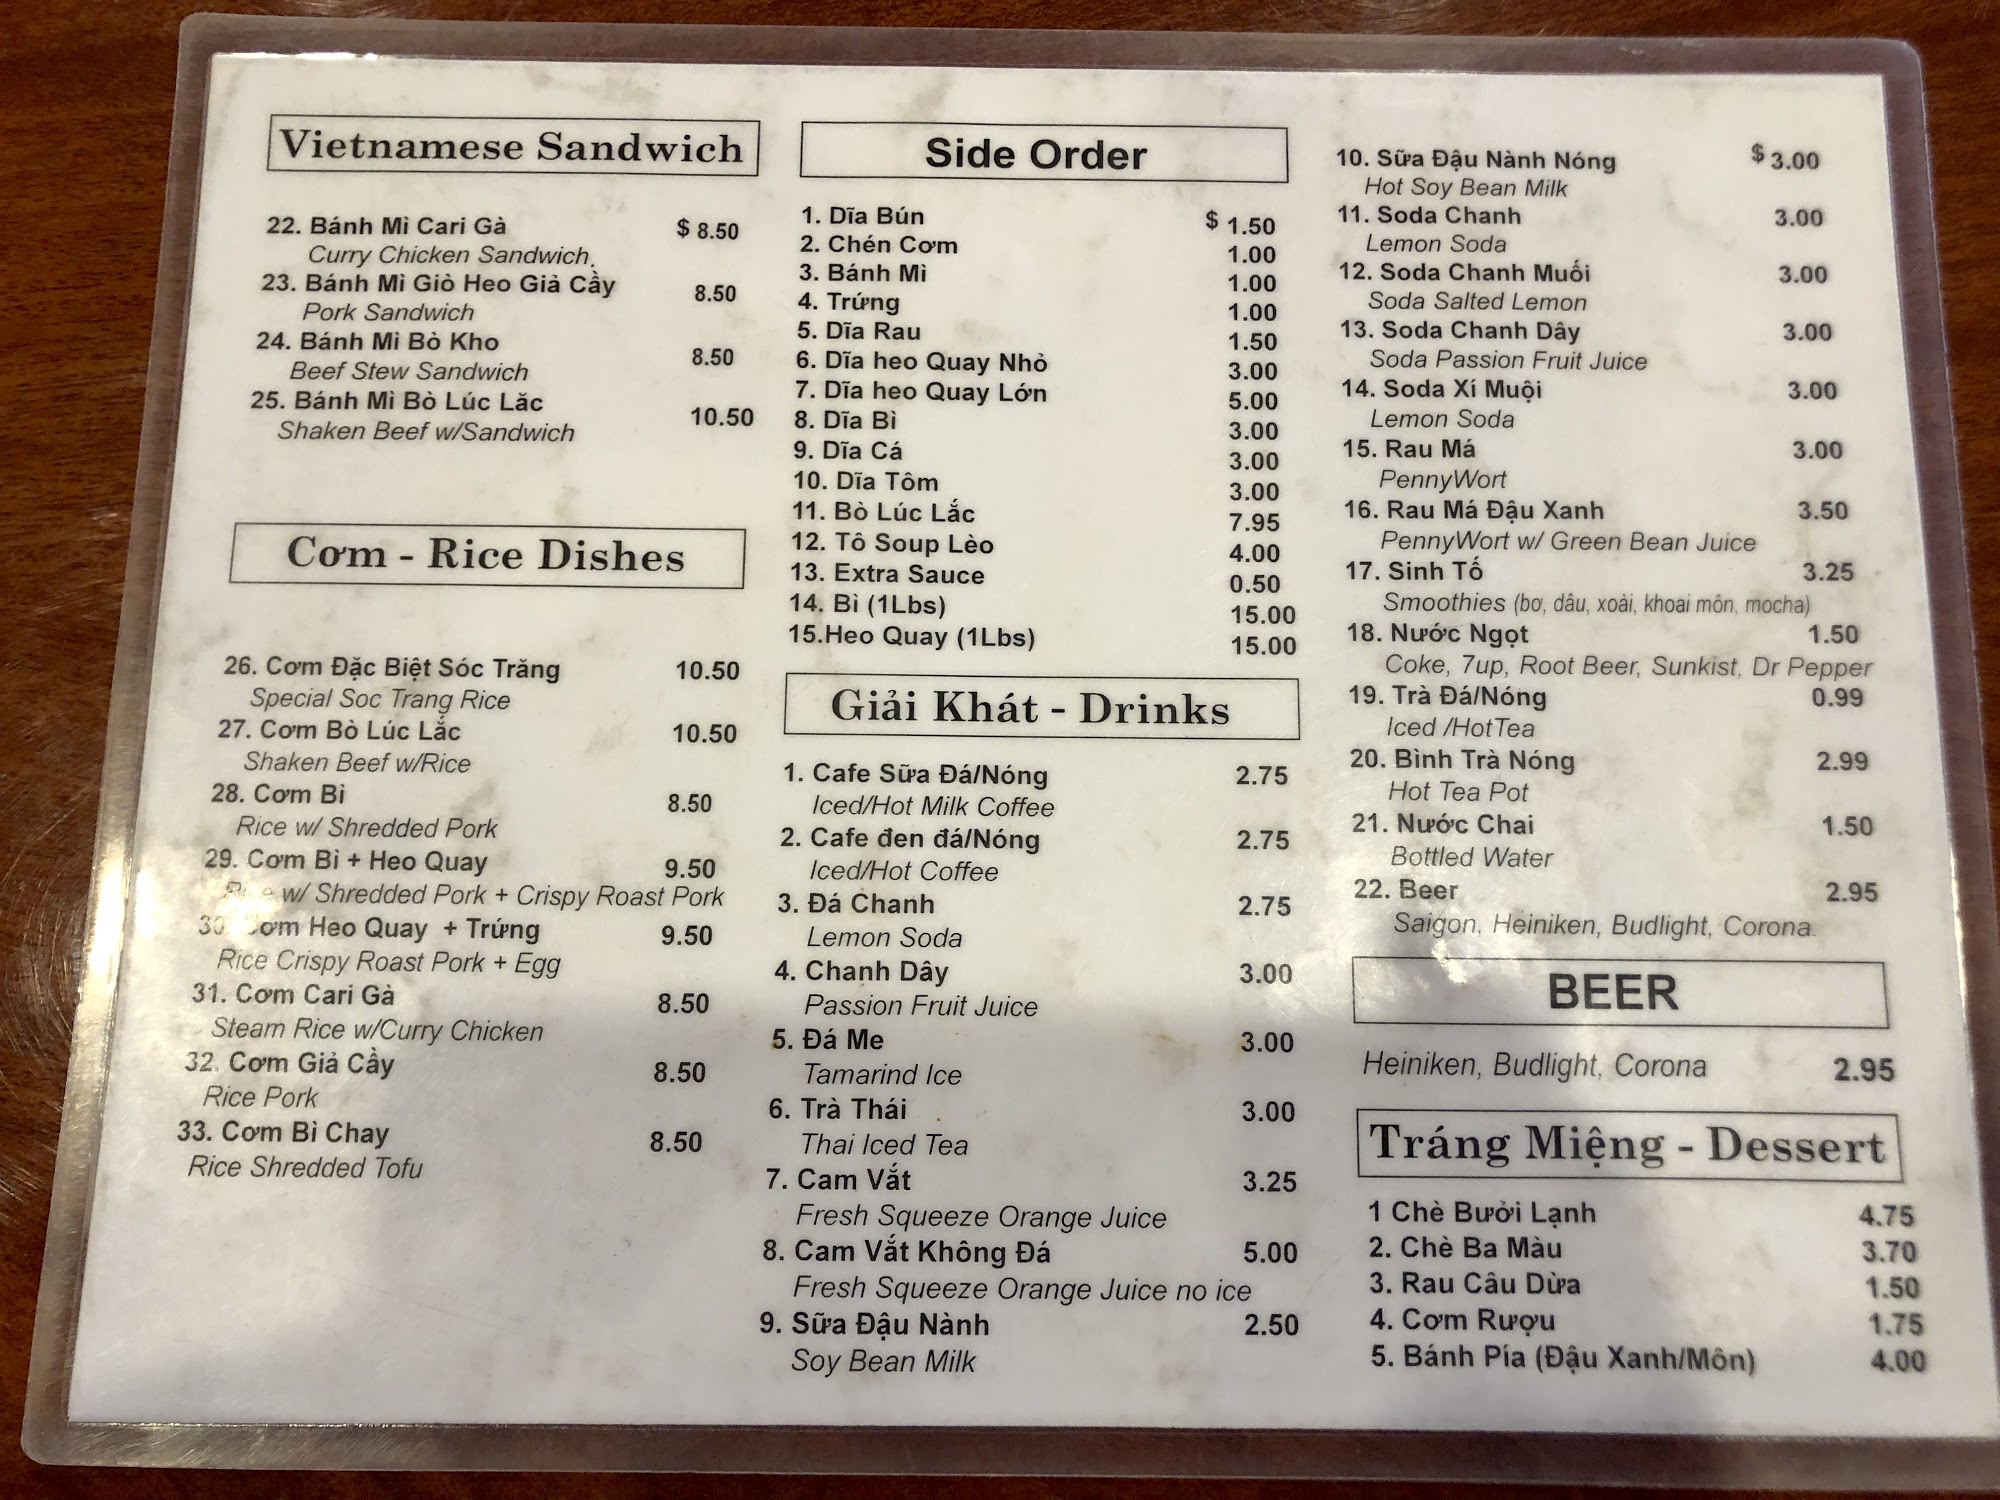 Vietnamese Sandwich
22. Bánh Mì Cari Gà $ 8.50
Curry Chicken Sandwich.
23. Bánh Mì Giò Heo Giả Cầy 8.50
Pork Sandwich
24. Bánh Mì Bò Kho 8.50
Beef Stew Sandwich
25. Bánh Mì Bò Lúc Lăc 10.50
Shaken Beef w/Sandwich
Cơm - Rice Dishes
26. Cơm Đặc Biệt Sóc Trăng 10.50
Special Soc Trang Rice
27. Cơm Bò Lúc Lắc 10.50
Shaken Beef w/Rice
28. Cơm Bì 8.50
Rice w/ Shredded Pork
29. Cơm Bì + Heo Quay 9.50
Rice w/ Shredded Pork + Crispy Roast Pork
30. Cơm Heo Quay + Trứng 9.50
Rice Crispy Roast Pork + Egg
31. Cơm Cari Gà 8.50
Steam Rice w/Curry Chicken
32. Cơm Giả Cầy 8.50
Rice Pork
33. Cơm Bì Chay 8.50
Rice Shredded Tofu
Side Order
1. Dĩa Bún $ 1.50
2. Chén Cơm 1.00
3. Bánh Mì 1.00
4. Trứng 1.00
5. Dĩa Rau 1.50
6. Dĩa heo Quay Nhỏ 3.00
7. Dĩa heo Quay Lớn 5.00
8. Dĩa Bì 3.00
9. Dĩa Cá 3.00
10. Dĩa Tôm 3.00
11. Bò Lúc Lắc 7.95
12. Tô Soup Lèo 4.00
13. Extra Sauce 0.50
14. Bì (1Lbs) 15.00
15.Heo Quay (1Lbs) 15.00
Giải Khát - Drinks
1. Cafe Sữa Đá/Nóng 2.75
Iced/Hot Milk Coffee
2. Cafe đen đá/Nóng 2.75
Iced/Hot Coffee
3. Đá Chanh 2.75
Lemon Soda
4. Chanh Dây 3.00
Passion Fruit Juice
5. Đá Me 3.00
Tamarind Ice
6. Trà Thái 3.00
Thai Iced Tea
7. Cam Vắt 3.25
Fresh Squeeze Orange Juice
8. Cam Vắt Không Đá 5.00
Fresh Squeeze Orange Juice no ice
9. Sữa Đậu Nành 2.50
Soy Bean Milk
10. Sữa Đậu Nành Nóng $ 3.00
Hot Soy Bean Milk
11. Soda Chanh 3.00
Lemon Soda
12. Soda Chanh Muối 3.00
Soda Salted Lemon
13. Soda Chanh Dây 3.00
Soda Passion Fruit Juice
14. Soda Xí Muội 3.00
Lemon Soda
15. Rau Má 3.00
PennyWort
16. Rau Má Đậu Xanh 3.50
PennyWort w/ Green Bean Juice
17. Sinh Tố 3.25
Smoothies (bơ, dâu, xoài, khoai môn, mocha)
18. Nước Ngọt 1.50
Coke, 7up, Root Beer, Sunkist, Dr Pepper
19. Trà Đá/Nóng 0.99
Iced /HotTea
20. Bình Trà Nóng 2.99
Hot Tea Pot
21. Nước Chai 1.50
Bottled Water
22. Beer 2.95
Saigon, Heiniken, Budlight, Corona.
BEER
Heiniken, Budlight, Corona 2.95
Tráng Miệng - Dessert
1 Chè Bưởi Lạnh 4.75
2. Chè Ba Màu 3.70
3. Rau Câu Dừa 1.50
4. Cơm Rượu 1.75
5. Bánh Pía (Đậu Xanh/Môn) 4.00